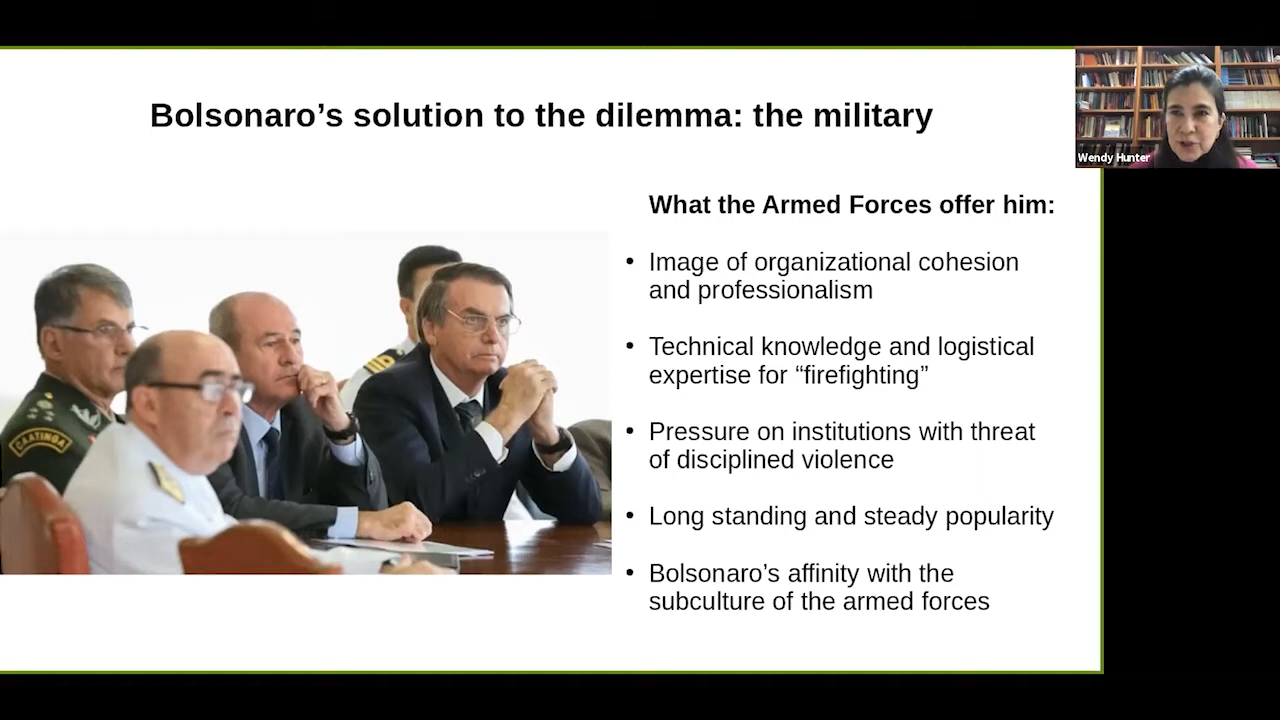 Bolsonaro’s solution to the dilemma: the military
Wendy Hunter
What the Armed Forces offer him:
• Image of organizational cohesion
and professionalism
• Technical knowledge and logistical
expertise for “firefighting”
• Pressure on institutions with threat
of disciplined violence
• Long standing and steady popularity
• Bolsonaro’s affinity with the
subculture of the armed forces
CAATINGA